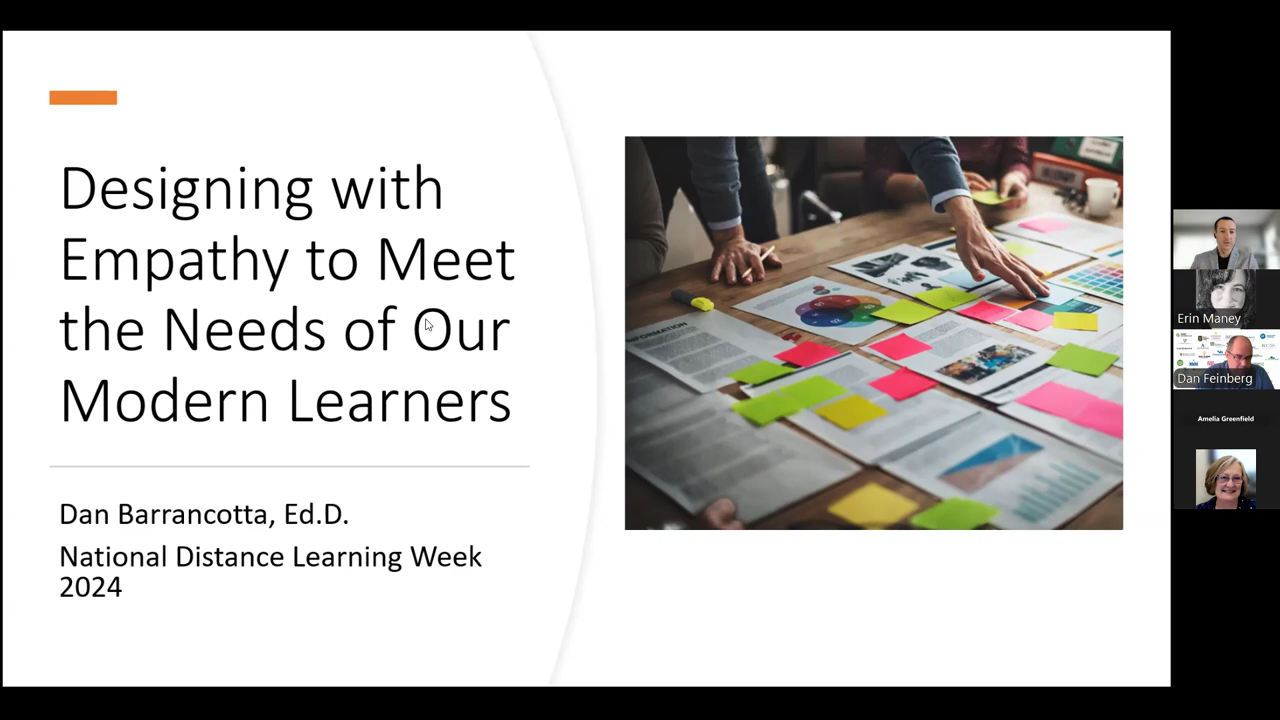 Designing with
Empathy to Meet
the Needs of Our
Modern Learners
Dan Barrancotta, Ed.D.
National Distance Learning Week
2024
INFORMATION
Erin Maney
Dan Feinberg
Amelia Greenfield